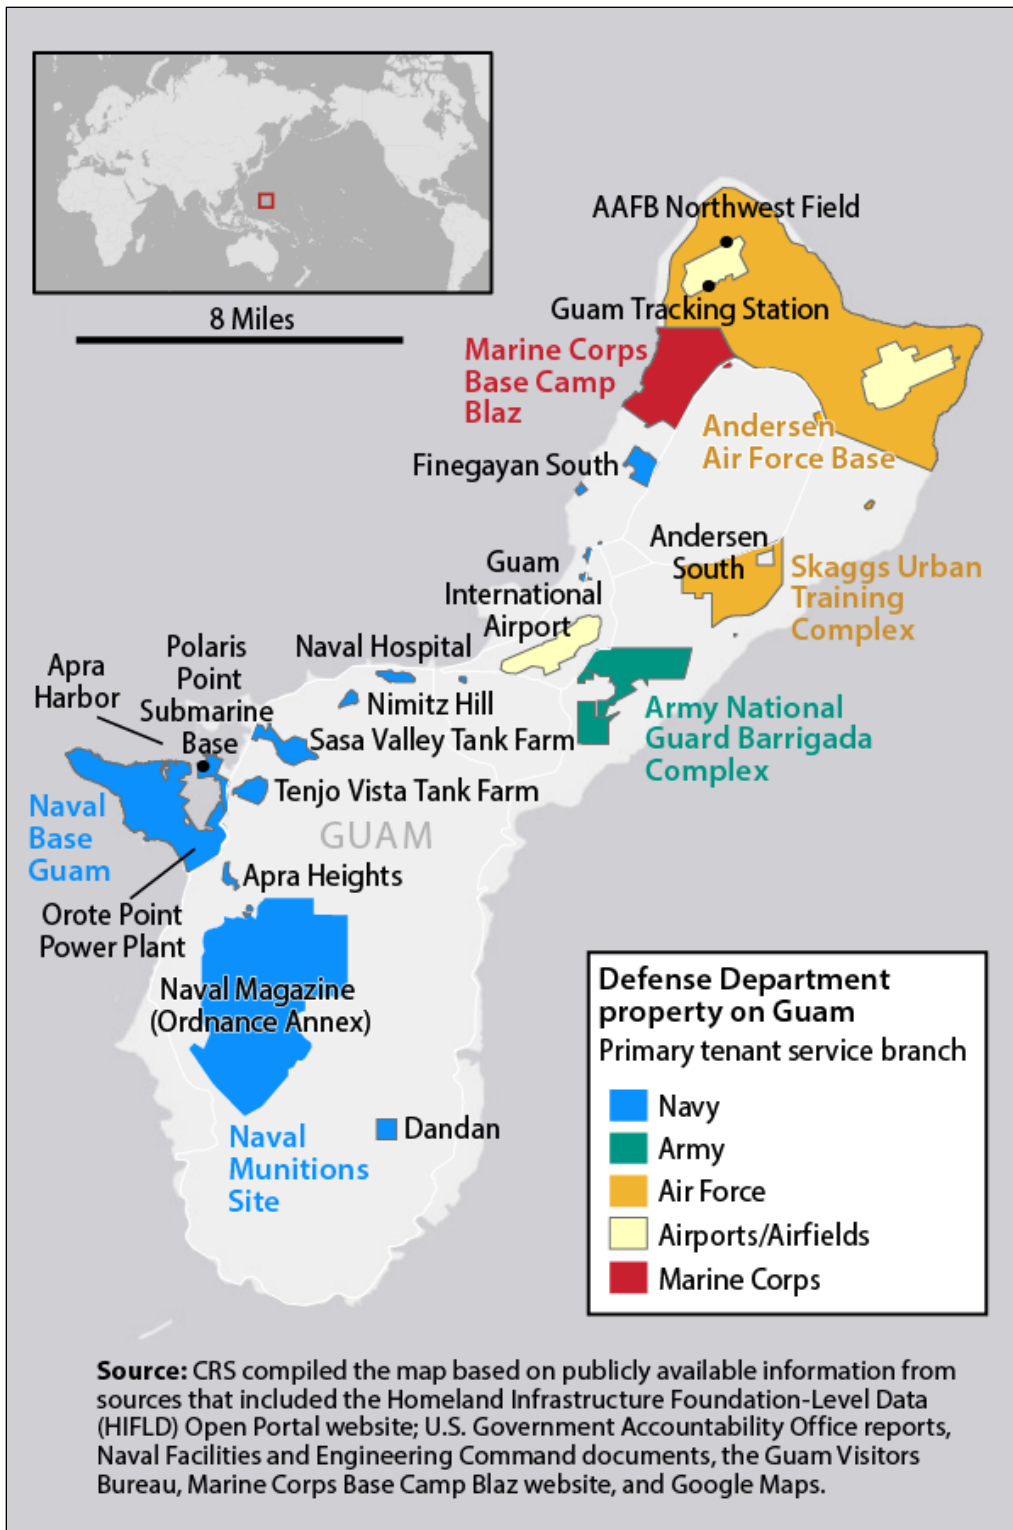 8 Miles
AAFB Northwest Field
Guam Tracking Station
Marine Corps
Base Camp
Blaz
Andersen
Air Force Base
Finegayan South
Andersen
South
Skaggs Urban
Training
Complex
Guam
International
Airport
Naval Hospital
Nimitz Hill
Polaris
Point
Submarine
Base
Apra
Harbor
Sasa Valley Tank Farm
Army National
Guard Barrigada
Complex
Tenjo Vista Tank Farm
Naval
Base
Guam
GUAM
Apra Heights
Orote Point
Power Plant
Naval Magazine
(Ordnance Annex)
Dandan
Naval
Munitions
Site
Defense Department
property on Guam
Primary tenant service branch
Navy
Army
Air Force
Airports/Airfields
Marine Corps
Source: CRS compiled the map based on publicly available information from
sources that included the Homeland Infrastructure Foundation-Level Data
(HIFLD) Open Portal website; U.S. Government Accountability Office reports,
Naval Facilities and Engineering Command documents, the Guam Visitors
Bureau, Marine Corps Base Camp Blaz website, and Google Maps.